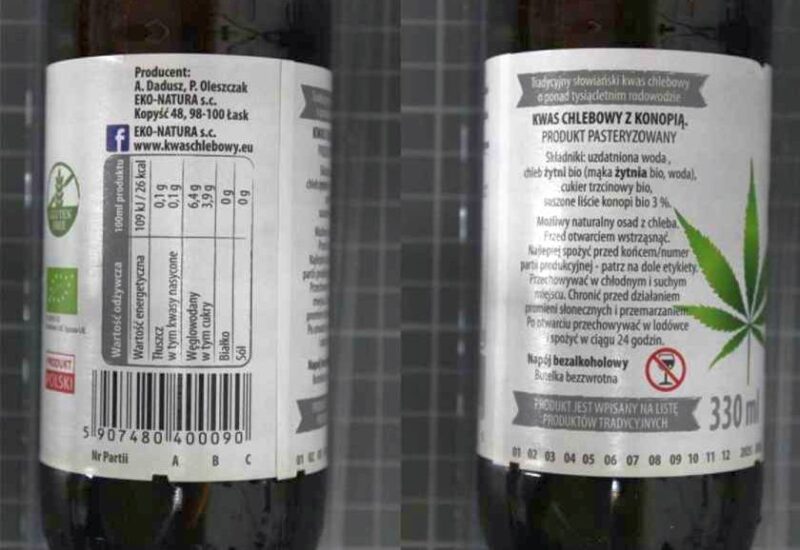 Producent:
A. Dadusz, P. Oleszczak
EKO-NATURA s.c.
Kopyść 48, 98-100 Łask
f EKO-NATURA s.c.
www.kwaschlebowy.eu
GLUTEN
FREE
PRODUKT
POLSKI
Wartość odżywcza 100ml produktu
Wartość energetyczna 109 kJ / 26 kcal
Tłuszcz 0,1 g
w tym kwasy nasycone 0,1 g
Węglowodany 6,4 g
w tym cukry 3,9 g
Białko 0 g
Sól 0 g
5 907480 400090
Nr Partii A B C
01 02 03
Tradycyjny słowiański kwas chlebowy
o ponad tysiącletnim rodowodzie
KWAS CHLEBOWY Z KONOPIĄ.
PRODUKT PASTERYZOWANY
Składniki: uzdatniona woda ,
chleb żytni bio (mąka żytnia bio, woda),
cukier trzcinowy bio,
suszone liście konopi bio 3 %.
Możliwy naturalny osad z chleba.
Przed otwarciem wstrząsnąć.
Najlepiej spożyć przed końcem/numer
partii produkcyjnej - patrz na dole etykiety.
Przechowywać w chłodnym i suchym
miejscu. Chronić przed działaniem
promieni słonecznych i przemarzaniem.
Po otwarciu przechowywać w lodówce
i spożyć w ciągu 24 godzin.
Napój bezalkoholowy
Butelka bezzwrotna
PRODUKT JEST WPISANY NA LISTĘ
PRODUKTÓW TRADYCYJNYCH
330 ml
01 02 03 04 05 06 07 08 09 10 11 12 2025